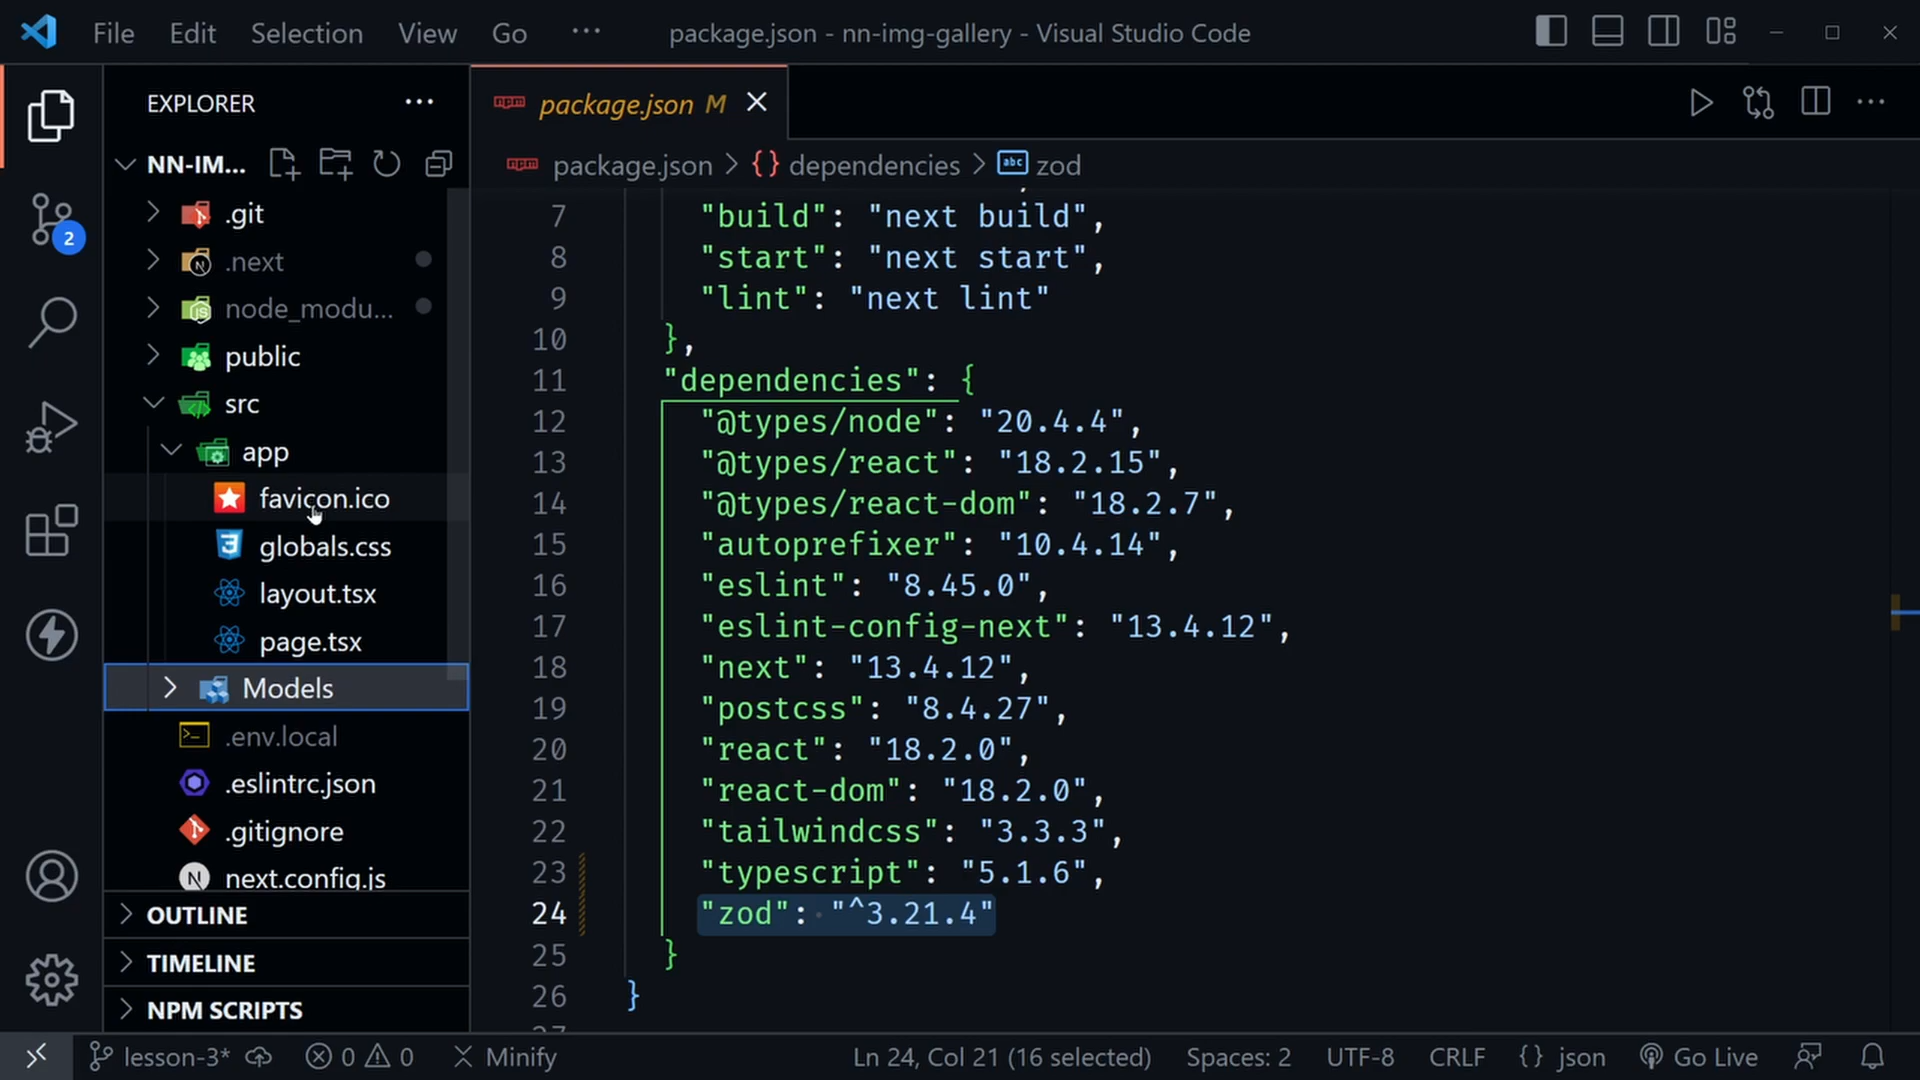 File Edit Selection View Go ··· package.json - nn-img-gallery - Visual Studio Code
EXPLORER ···
package.json M
NN-IM...
package.json > {} dependencies > abc zod
2
.git
.next
node_modu...
public
src
app
favicon.ico
globals.css
layout.tsx
page.tsx
Models
.env.local
.eslintrc.json
.gitignore
next.config.js
OUTLINE
TIMELINE
NPM SCRIPTS
7 "build": "next build",
8 "start": "next start",
9 "lint": "next lint"
10 },
11 "dependencies": {
12 "@types/node": "20.4.4",
13 "@types/react": "18.2.15",
14 "@types/react-dom": "18.2.7",
15 "autoprefixer": "10.4.14",
16 "eslint": "8.45.0",
17 "eslint-config-next": "13.4.12",
18 "next": "13.4.12",
19 "postcss": "8.4.27",
20 "react": "18.2.0",
21 "react-dom": "18.2.0",
22 "tailwindcss": "3.3.3",
23 "typescript": "5.1.6",
24 "zod": "^3.21.4"
25 }
26 }
lesson-3* 0 0 Minify Ln 24, Col 21 (16 selected) Spaces: 2 UTF-8 CRLF {} json Go Live